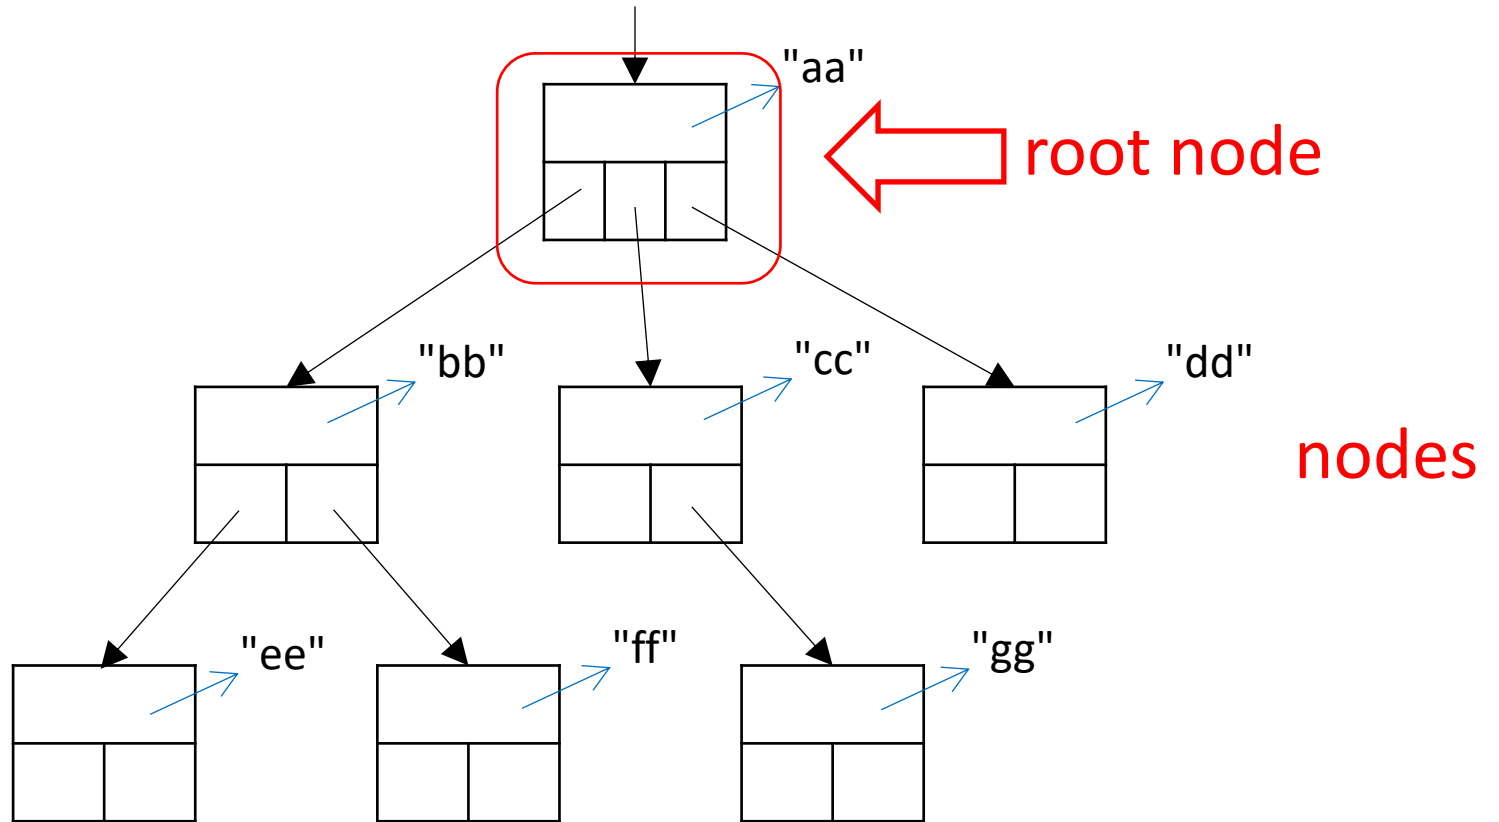 "aa"
root node
"bb"
"cc"
"dd"
nodes
"ee"
"ff"
"gg"